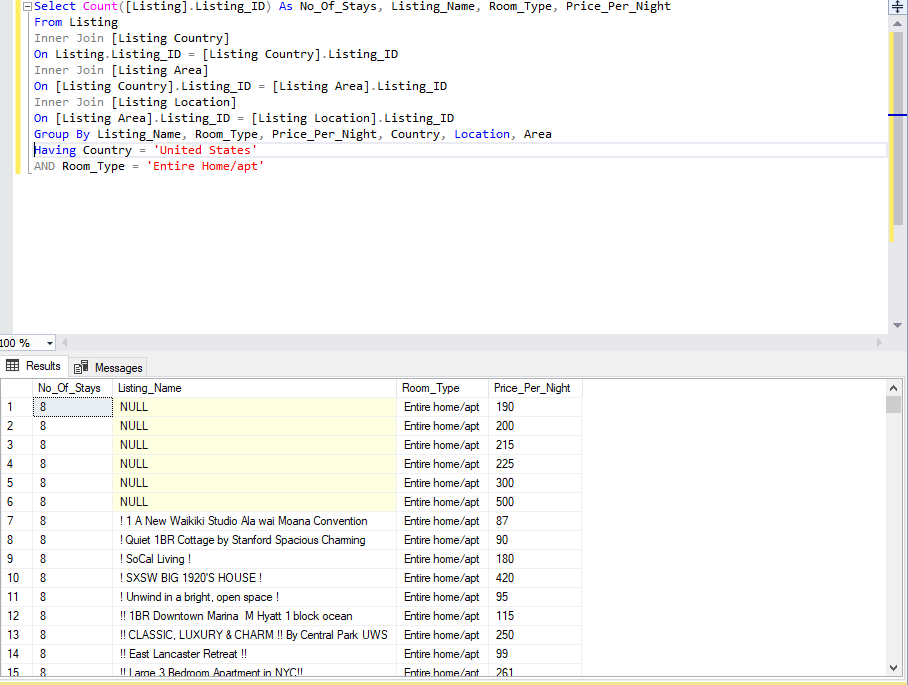 Select Count([Listing].Listing_ID) As No_Of_Stays, Listing_Name, Room_Type, Price_Per_Night
From Listing
Inner Join [Listing Country]
On Listing.Listing_ID = [Listing Country].Listing_ID
Inner Join [Listing Area]
On [Listing Country].Listing_ID = [Listing Area].Listing_ID
Inner Join [Listing Location]
On [Listing Area].Listing_ID = [Listing Location].Listing_ID
Group By Listing_Name, Room_Type, Price_Per_Night, Country, Location, Area
Having Country = 'United States'
AND Room_Type = 'Entire Home/apt'
100 %
Results Messages
No_Of_Stays Listing_Name Room_Type Price_Per_Night
1 8 NULL Entire home/apt 190
2 8 NULL Entire home/apt 200
3 8 NULL Entire home/apt 215
4 8 NULL Entire home/apt 225
5 8 NULL Entire home/apt 300
6 8 NULL Entire home/apt 500
7 8 ! 1 A New Waikiki Studio Ala wai Moana Convention Entire home/apt 87
8 8 ! Quiet 1BR Cottage by Stanford Spacious Charming Entire home/apt 90
9 8 ! SoCal Living ! Entire home/apt 180
10 8 ! SXSW BIG 1920'S HOUSE ! Entire home/apt 420
11 8 ! Unwind in a bright, open space ! Entire home/apt 95
12 8 !! 1BR Downtown Marina M Hyatt 1 block ocean Entire home/apt 115
13 8 !! CLASSIC, LUXURY & CHARM !! By Central Park UWS Entire home/apt 250
14 8 !! East Lancaster Retreat !! Entire home/apt 99
15 8 !! Large 3 Bedroom Apartment in NYC!! Entire home/apt 261